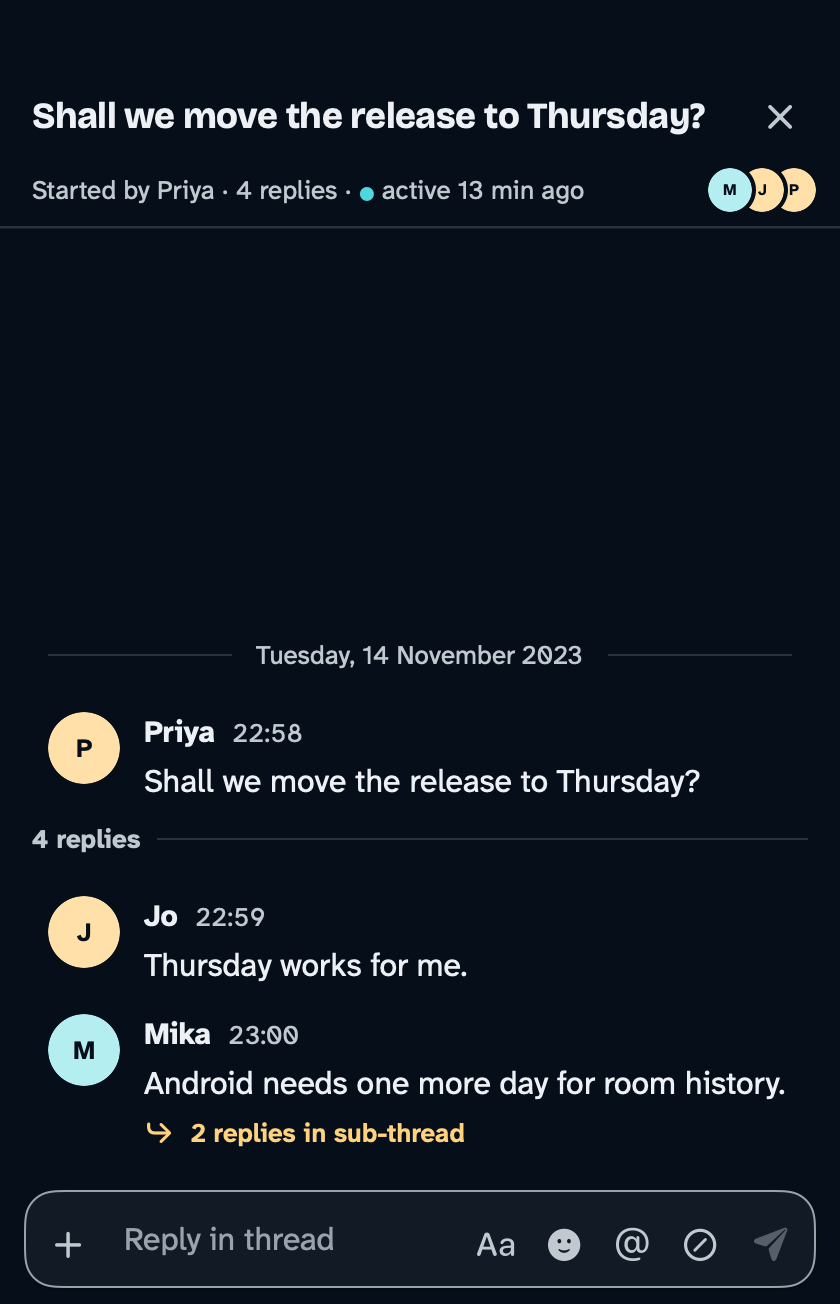 Shall we move the release to Thursday?
Started by Priya · 4 replies · active 13 min ago
M J P
Tuesday, 14 November 2023
P
Priya 22:58
Shall we move the release to Thursday?
4 replies
J
Jo 22:59
Thursday works for me.
M
Mika 23:00
Android needs one more day for room history.
2 replies in sub-thread
Reply in thread Aa @